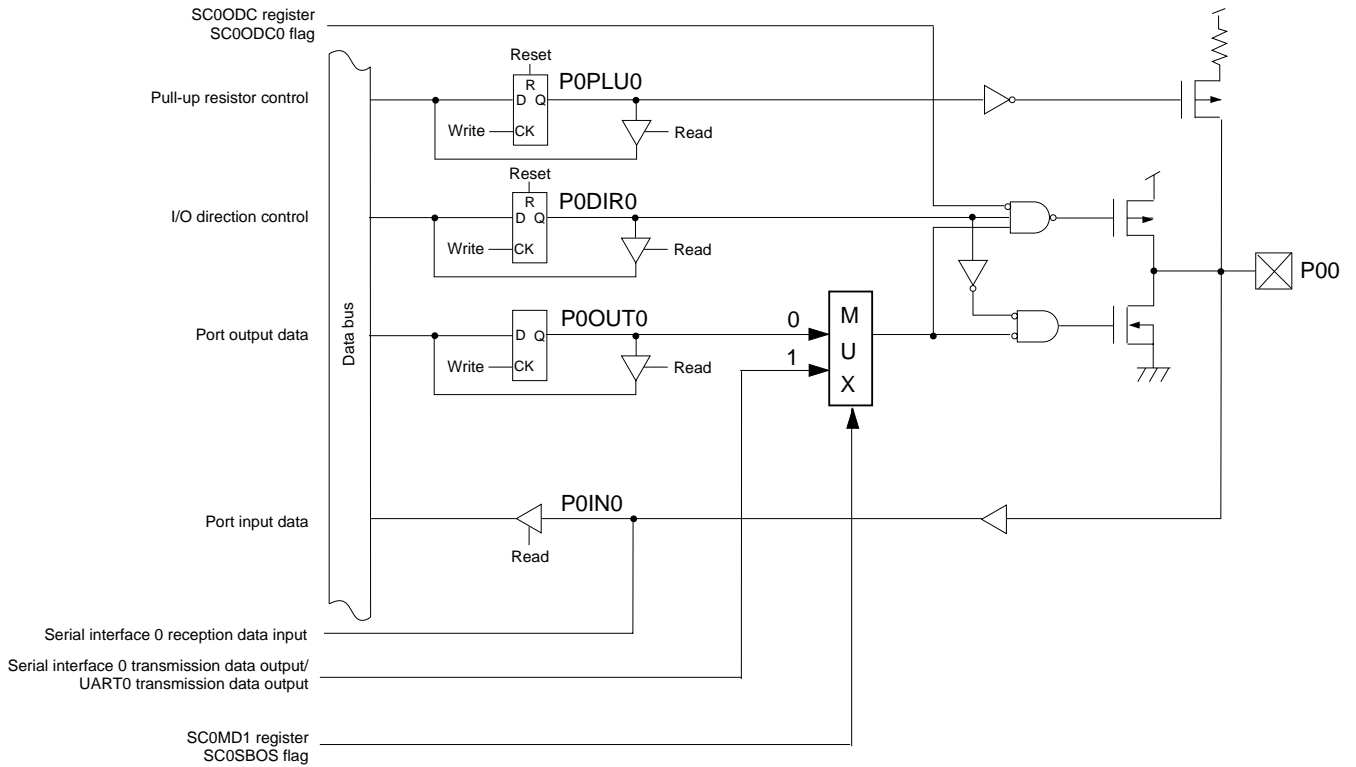 SC0ODC register
SC0ODC0 flag
Reset
Pull-up resistor control
R
D Q
P0PLU0
Write
CK
Read
Reset
I/O direction control
R
D Q
P0DIR0
Write
CK
Read
P00
Data bus
Port output data
D Q
P0OUT0
Write
CK
Read
0
1
M
U
X
Port input data
P0IN0
Read
Serial interface 0 reception data input
Serial interface 0 transmission data output/
UART0 transmission data output
SC0MD1 register
SC0SBOS flag